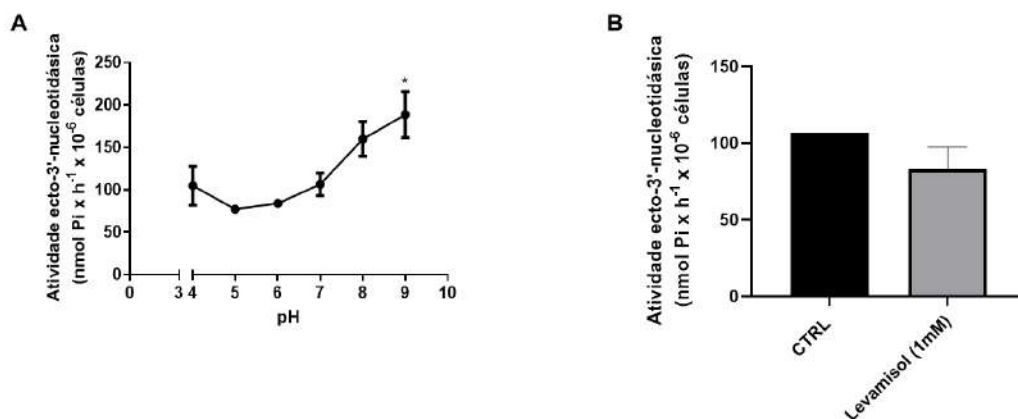 A
Atividade ecto-3'-nucleotidásica
(nmol Pi x h⁻¹ x 10⁻⁶ células)
250
200
150
100
50
0
*
0 3 4 5 6 7 8 9 10
pH
B
Atividade ecto-3'-nucleotidásica
(nmol Pi x h⁻¹ x 10⁻⁶ células)
150
100
50
0
CTRL
Levamisol (1mM)